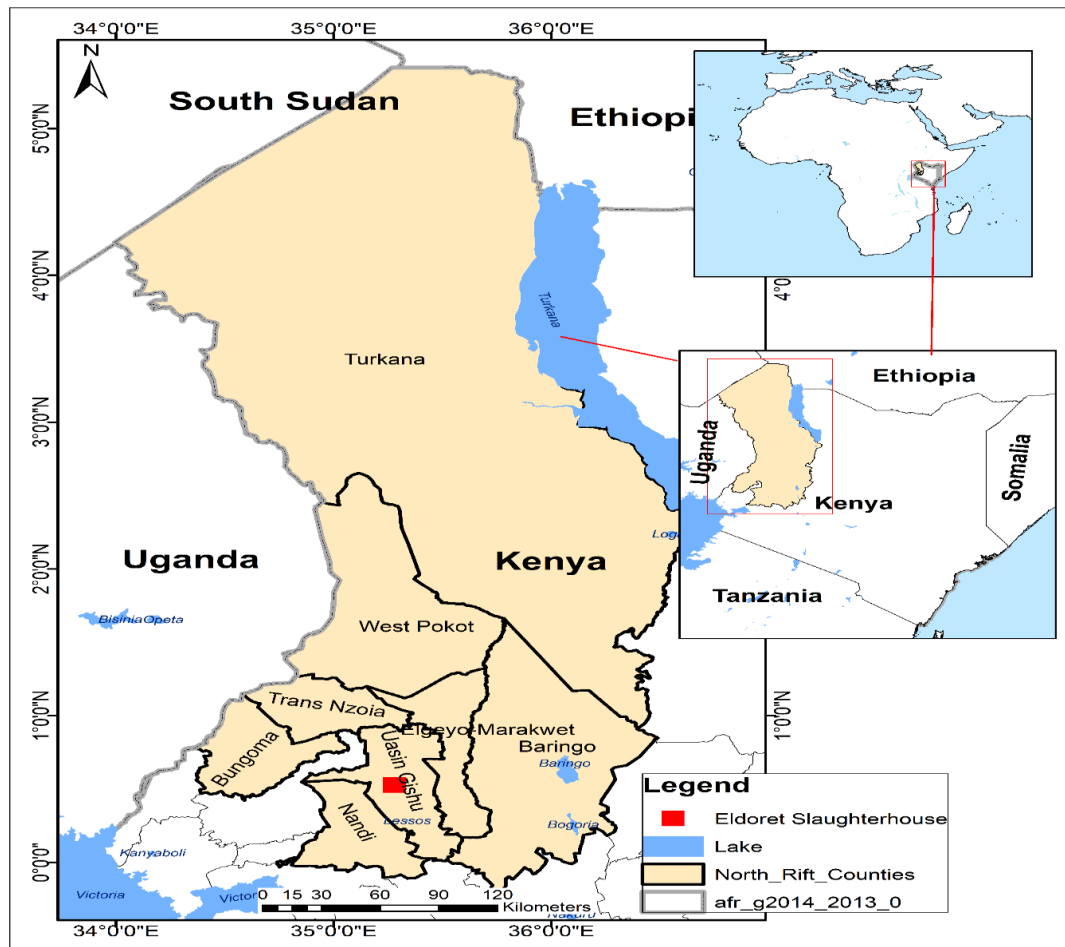 34°0'0"E 35°0'0"E 36°0'0"E
N
South Sudan
Ethiopi
5°0'0"N
4°0'0"N
4°0
Turkana
Turkana
3°0'0"N
Ethiopia
Uganda
Somalia
Kenya
Tanzania
Uganda
Kenya
Loga
2°0'0"N
Bisinia Opeta
West Pokot
Trans Nzoia
Elgeyo-Marakwet
1°0'0"N
1°0'0"N
Bungoma
Uasin Gishu
Baringo
Baringo
Nandi
Lessos
Bogoria
Kanyaboli
0°0'0"
Victoria
Victor
Nakuru
Legend
Eldoret Slaughterhouse
Lake
North_Rift_Counties
afr_g2014_2013_0
0 15 30 60 90 120
Kilometers
34°0'0"E 35°0'0"E 36°0'0"E